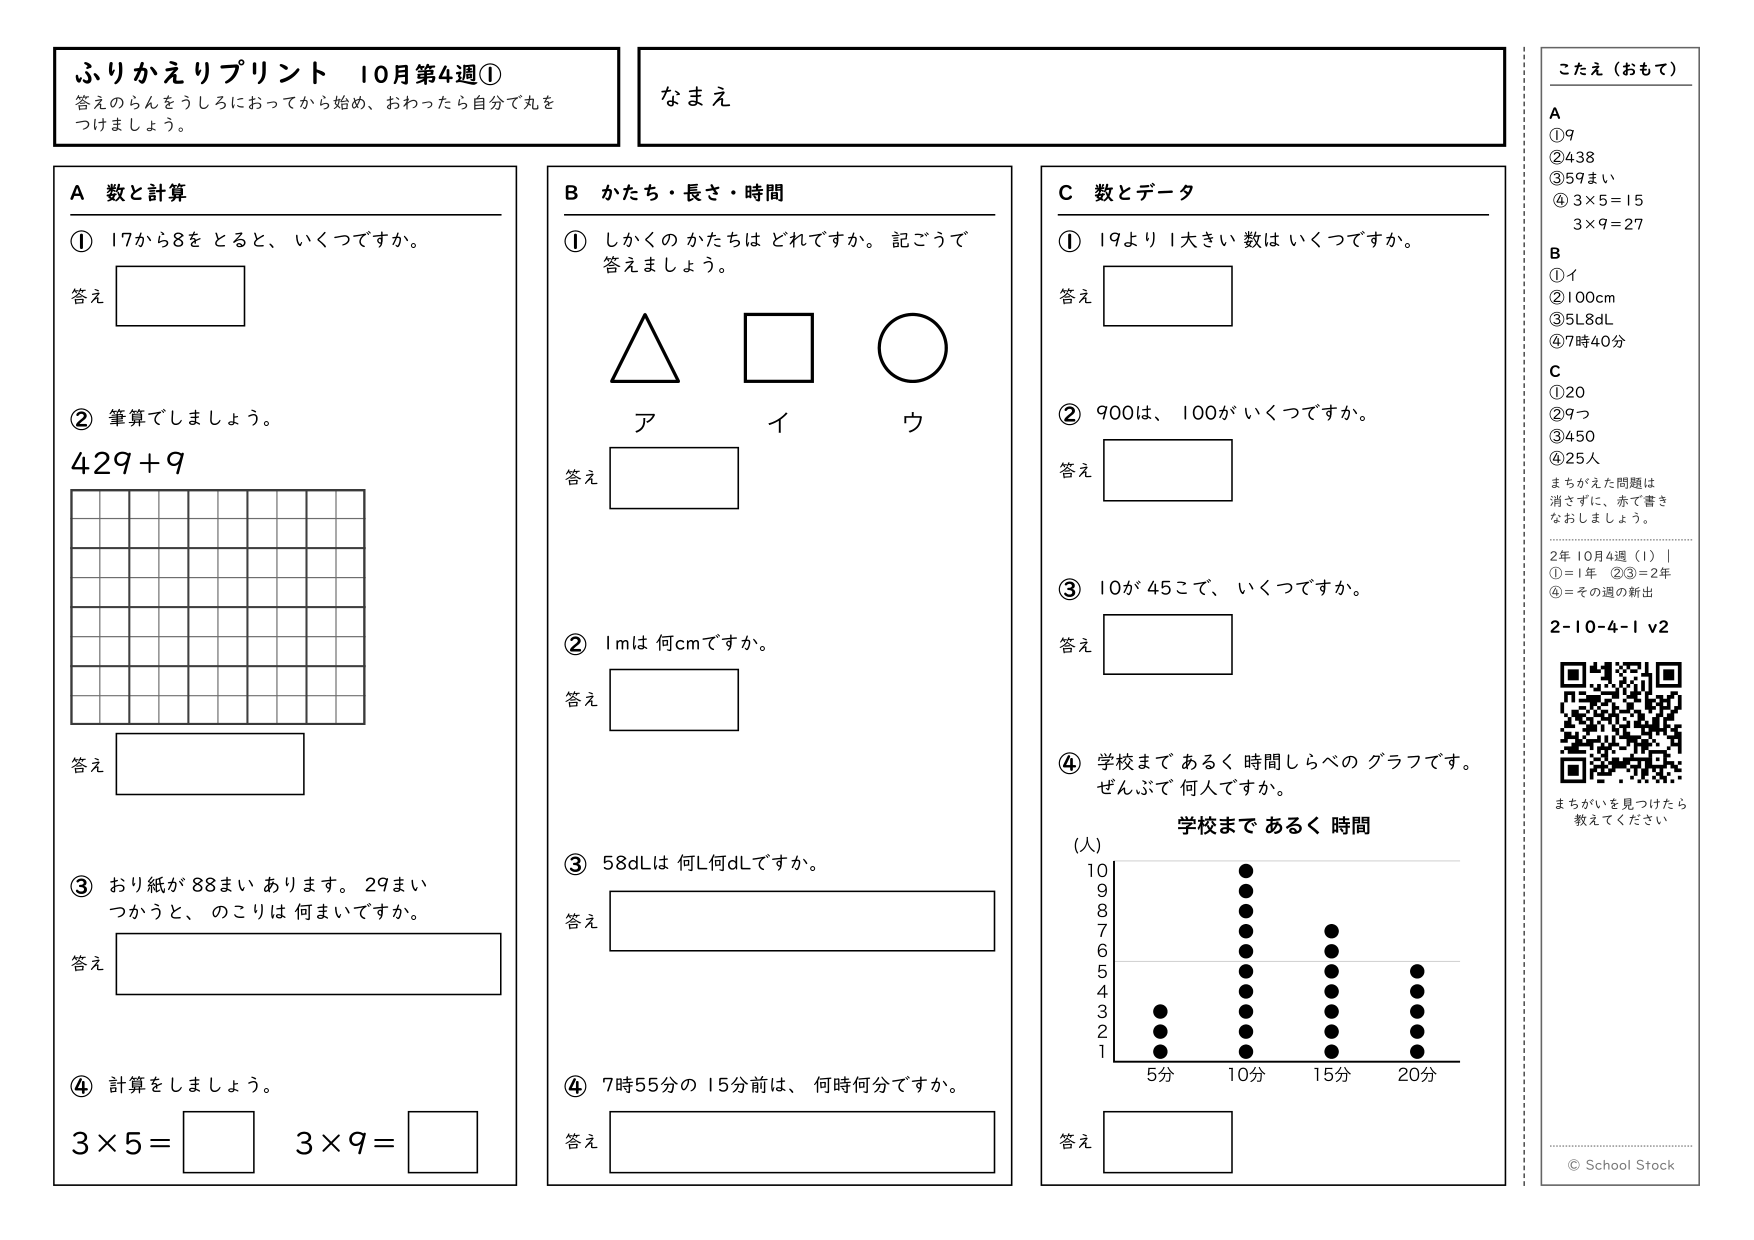 ふりかえりプリント　10月第4週①
答えのらんをうしろにおってから始め、おわったら自分で丸を
つけましょう。
なまえ
A　数と計算
① 17から8を とると、 いくつですか。
答え
② 筆算でしましょう。
429＋9
答え
③ おり紙が 88まい あります。 29まい
つかうと、 のこりは 何まいですか。
答え
④ 計算をしましょう。
3×5＝　3×9＝
B　かたち・長さ・時間
① しかくの かたちは どれですか。 記ごうで
答えましょう。
ア　イ　ウ
答え
② 1mは 何cmですか。
答え
③ 58dLは 何L何dLですか。
答え
④ 7時55分の 15分前は、 何時何分ですか。
答え
C　数とデータ
① 19より 1大きい 数は いくつですか。
答え
② 900は、 100が いくつですか。
答え
③ 10が 45こで、 いくつですか。
答え
④ 学校まで あるく 時間しらべの グラフです。
ぜんぶで 何人ですか。
学校まで あるく 時間
(人)
10
9
8
7
6
5
4
3
2
1
5分　10分　15分　20分
答え
こたえ（おもて）
A
①9
②438
③59まい
④ 3×5＝15
3×9＝27
B
①イ
②100cm
③5L8dL
④7時40分
C
①20
②9つ
③450
④25人
まちがえた問題は
消さずに、赤で書き
なおしましょう。
2年 10月4週（1）｜
①＝1年　②③＝2年
④＝その週の新出
2-10-4-1 v2
まちがいを見つけたら
教えてください
© School Stock